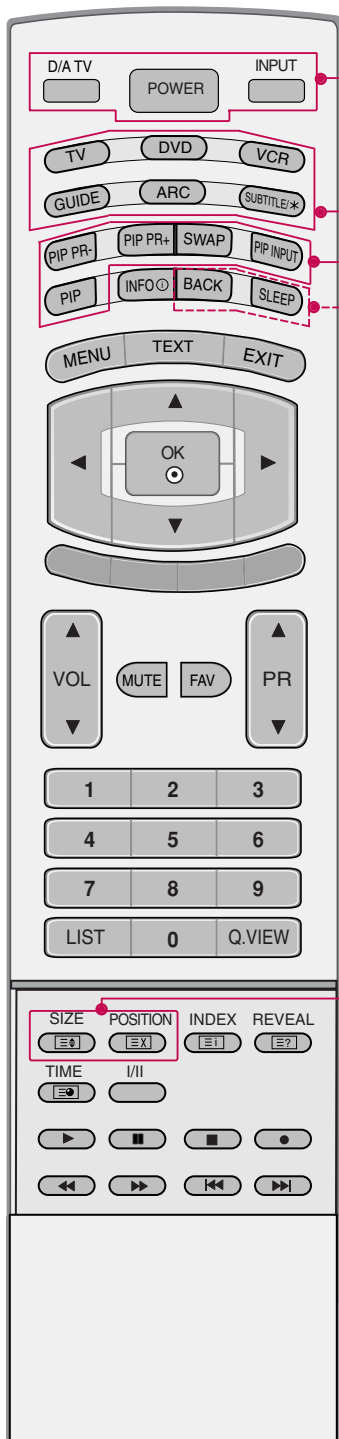 D/A TV POWER INPUT
TV DVD VCR
GUIDE ARC SUBTITLE/*
PIP PR- PIP PR+ SWAP PIP INPUT
PIP INFO i BACK SLEEP
MENU TEXT EXIT
OK
VOL MUTE FAV PR
1 2 3
4 5 6
7 8 9
LIST 0 Q.VIEW
SIZE POSITION INDEX REVEAL
X i ?
TIME I/II